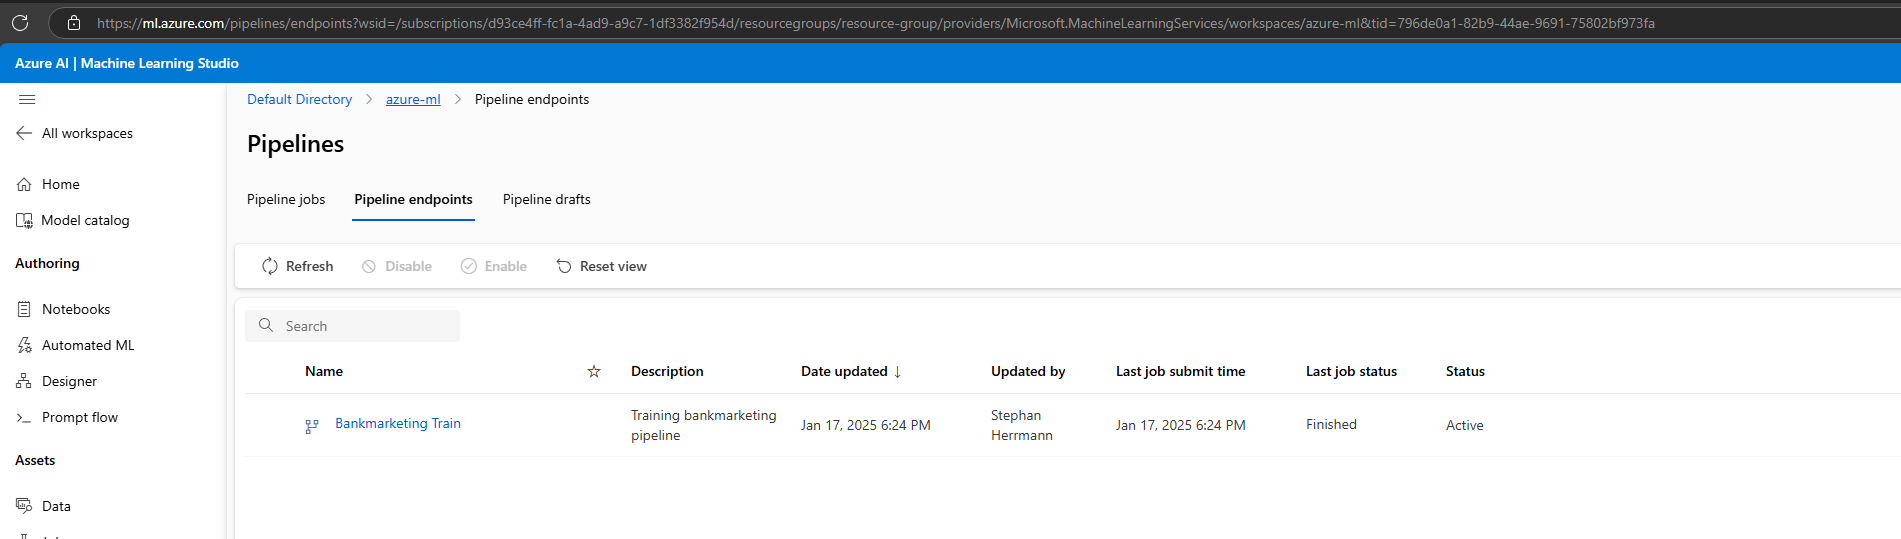 https://ml.azure.com/pipelines/endpoints?wsid=/subscriptions/d93ce4ff-fc1a-4ad9-a9c7-1df3382f954d/resourcegroups/resource-group/providers/Microsoft.MachineLearningServices/workspaces/azure-ml&tid=796de0a1-82b9-44ae-9691-75802bf973fa
Azure AI | Machine Learning Studio
All workspaces
Home
Model catalog
Authoring
Notebooks
Automated ML
Designer
Prompt flow
Assets
Data
Default Directory > azure-ml > Pipeline endpoints
Pipelines
Pipeline jobs Pipeline endpoints Pipeline drafts
Refresh Disable Enable Reset view
Search
Name Description Date updated ↓ Updated by Last job submit time Last job status Status
Bankmarketing Train Training bankmarketing pipeline Jan 17, 2025 6:24 PM Stephan Herrmann Jan 17, 2025 6:24 PM Finished Active